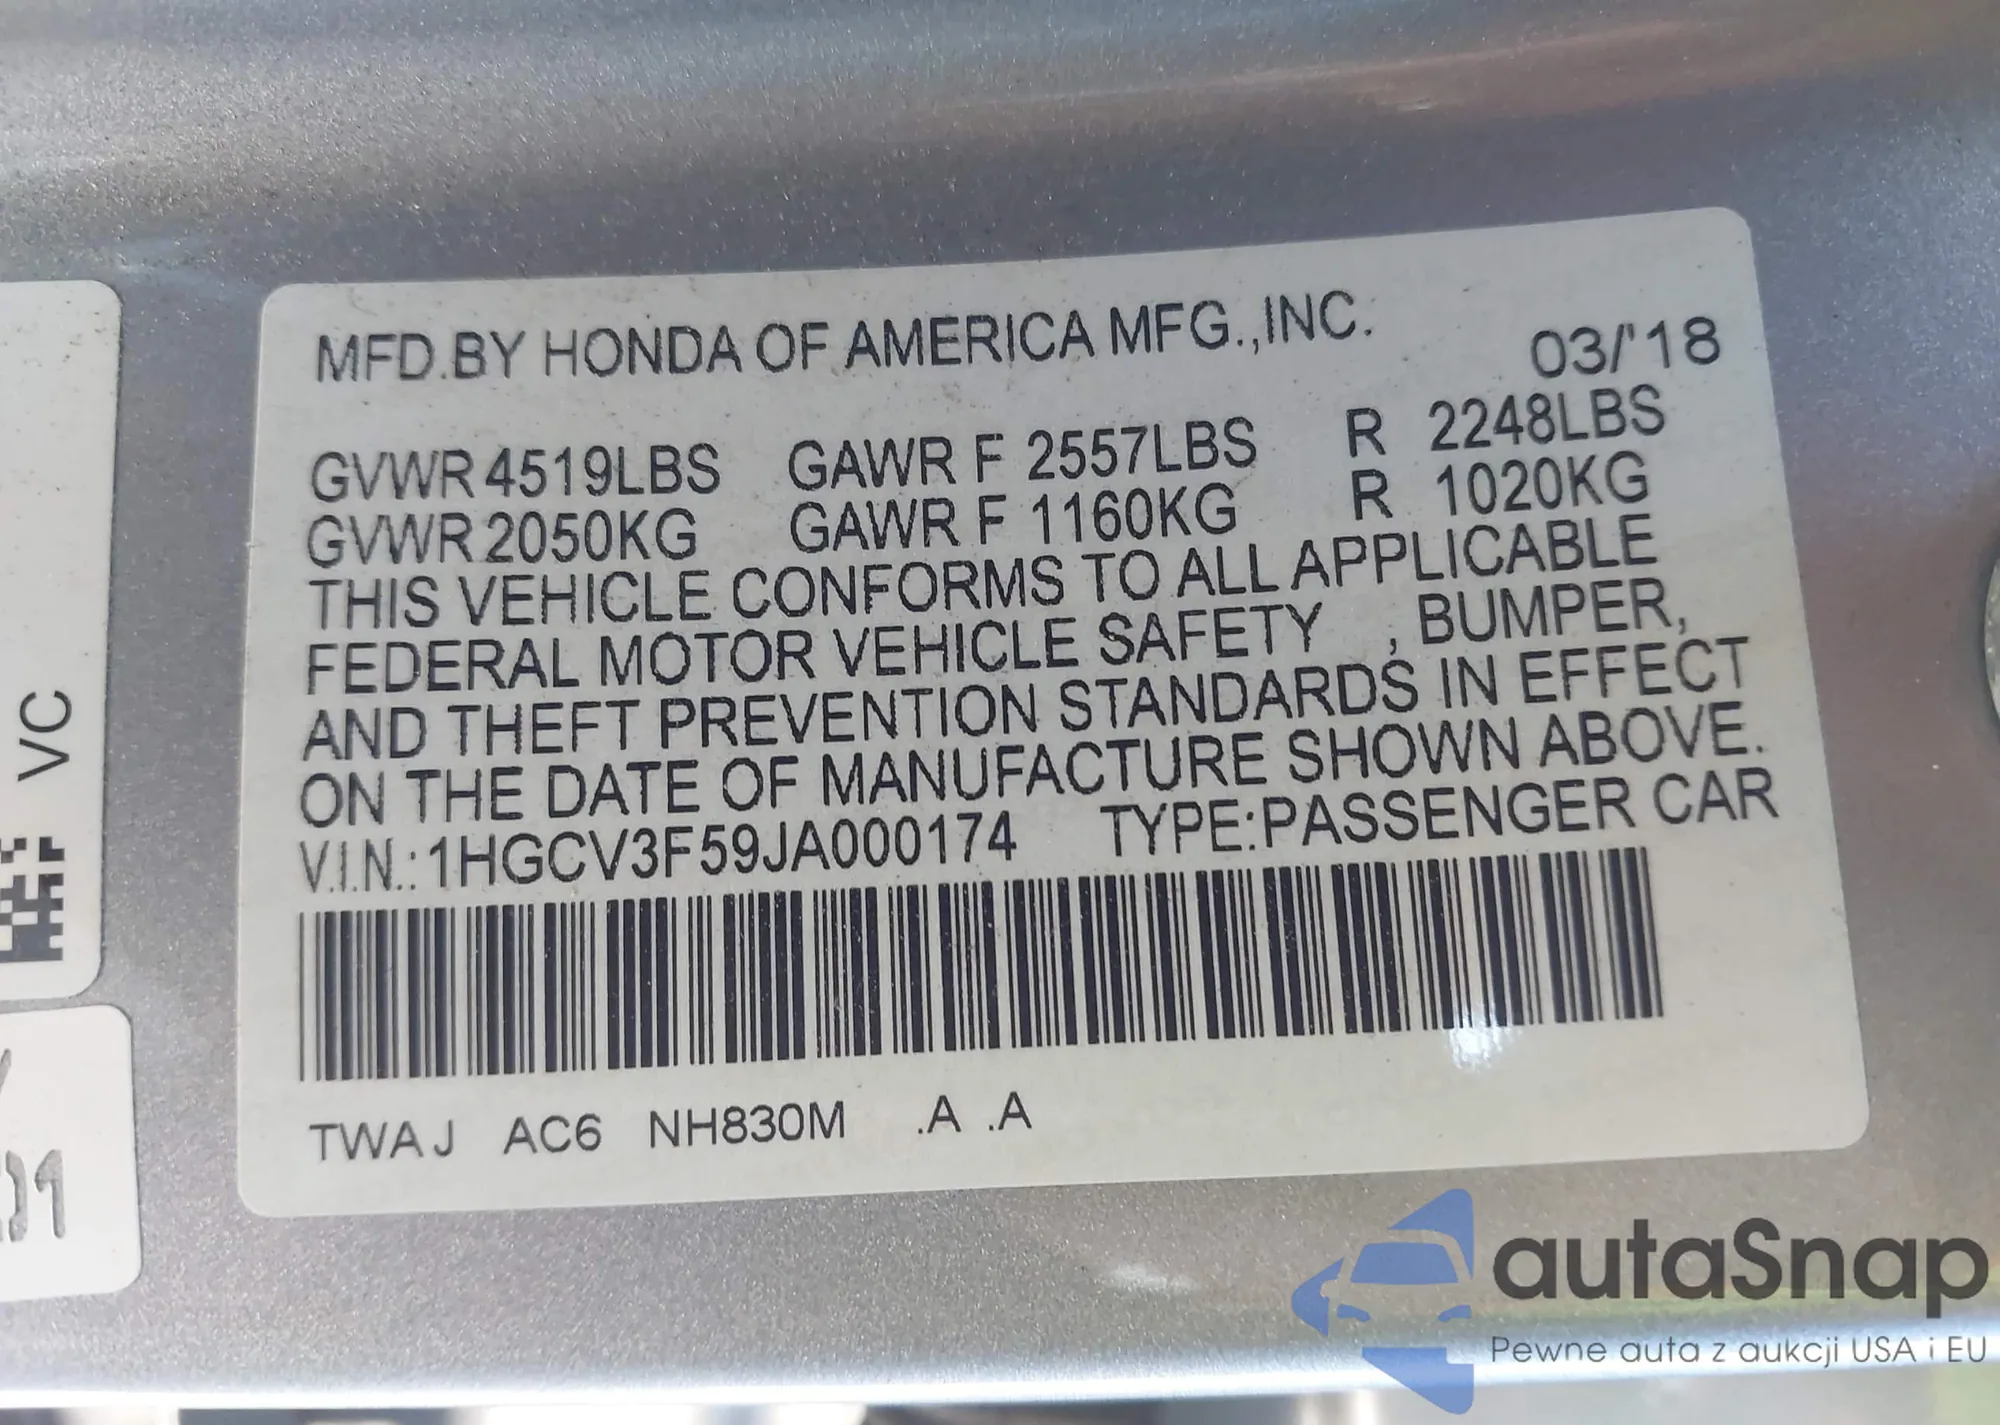 MFD.BY HONDA OF AMERICA MFG.,INC.
03/'18
GVWR 4519LBS GAWR F 2557LBS R 2248LBS
GVWR 2050KG GAWR F 1160KG R 1020KG
THIS VEHICLE CONFORMS TO ALL APPLICABLE
FEDERAL MOTOR VEHICLE SAFETY , BUMPER,
AND THEFT PREVENTION STANDARDS IN EFFECT
ON THE DATE OF MANUFACTURE SHOWN ABOVE.
V.I.N.:1HGCV3F59JA000174 TYPE:PASSENGER CAR
TWAJ AC6 NH830M .A .A
VC
autaSnap
Pewne auta z aukcji USA i EU